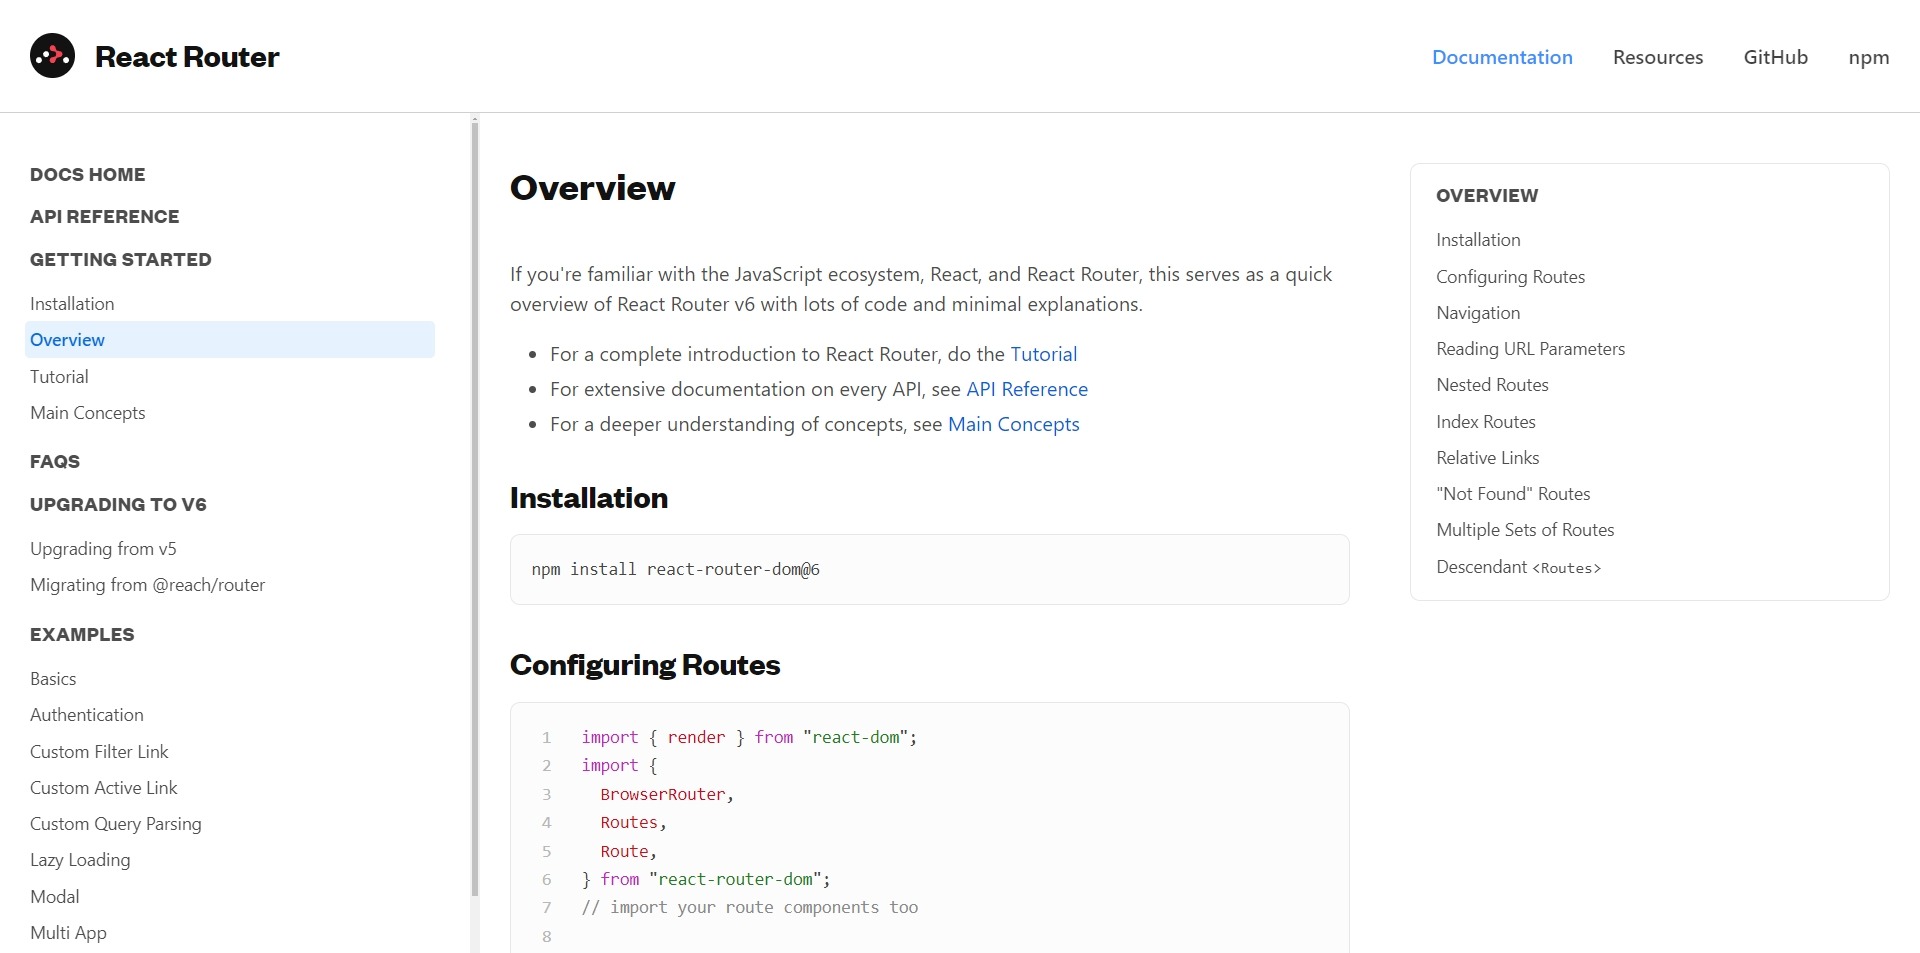 React Router
Documentation
Resources
GitHub
npm
DOCS HOME
API REFERENCE
GETTING STARTED
Installation
Overview
Tutorial
Main Concepts
FAQS
UPGRADING TO V6
Upgrading from v5
Migrating from @reach/router
EXAMPLES
Basics
Authentication
Custom Filter Link
Custom Active Link
Custom Query Parsing
Lazy Loading
Modal
Multi App
Overview
If you're familiar with the JavaScript ecosystem, React, and React Router, this serves as a quick
overview of React Router v6 with lots of code and minimal explanations.
For a complete introduction to React Router, do the Tutorial
For extensive documentation on every API, see API Reference
For a deeper understanding of concepts, see Main Concepts
Installation
npm install react-router-dom@6
Configuring Routes
1 import { render } from "react-dom";
2 import {
3 BrowserRouter,
4 Routes,
5 Route,
6 } from "react-router-dom";
7 // import your route components too
8
OVERVIEW
Installation
Configuring Routes
Navigation
Reading URL Parameters
Nested Routes
Index Routes
Relative Links
"Not Found" Routes
Multiple Sets of Routes
Descendant <Routes>